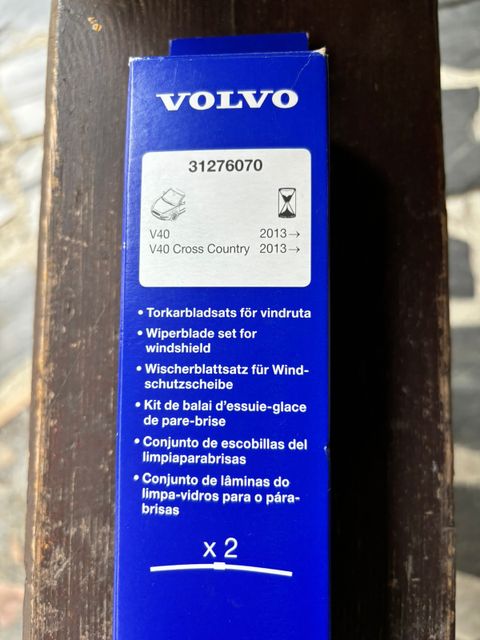 VOLVO
31276070
V40 2013→
V40 Cross Country 2013→
• Torkarbladsats för vindruta
• Wiperblade set for
windshield
• Wischerblattsatz für Wind-
schutzscheibe
• Kit de balai d'essuie-glace
de pare-brise
• Conjunto de escobillas del
limpiaparabrisas
• Conjunto de lâminas do
limpa-vidros para o pára-
brisas
x 2